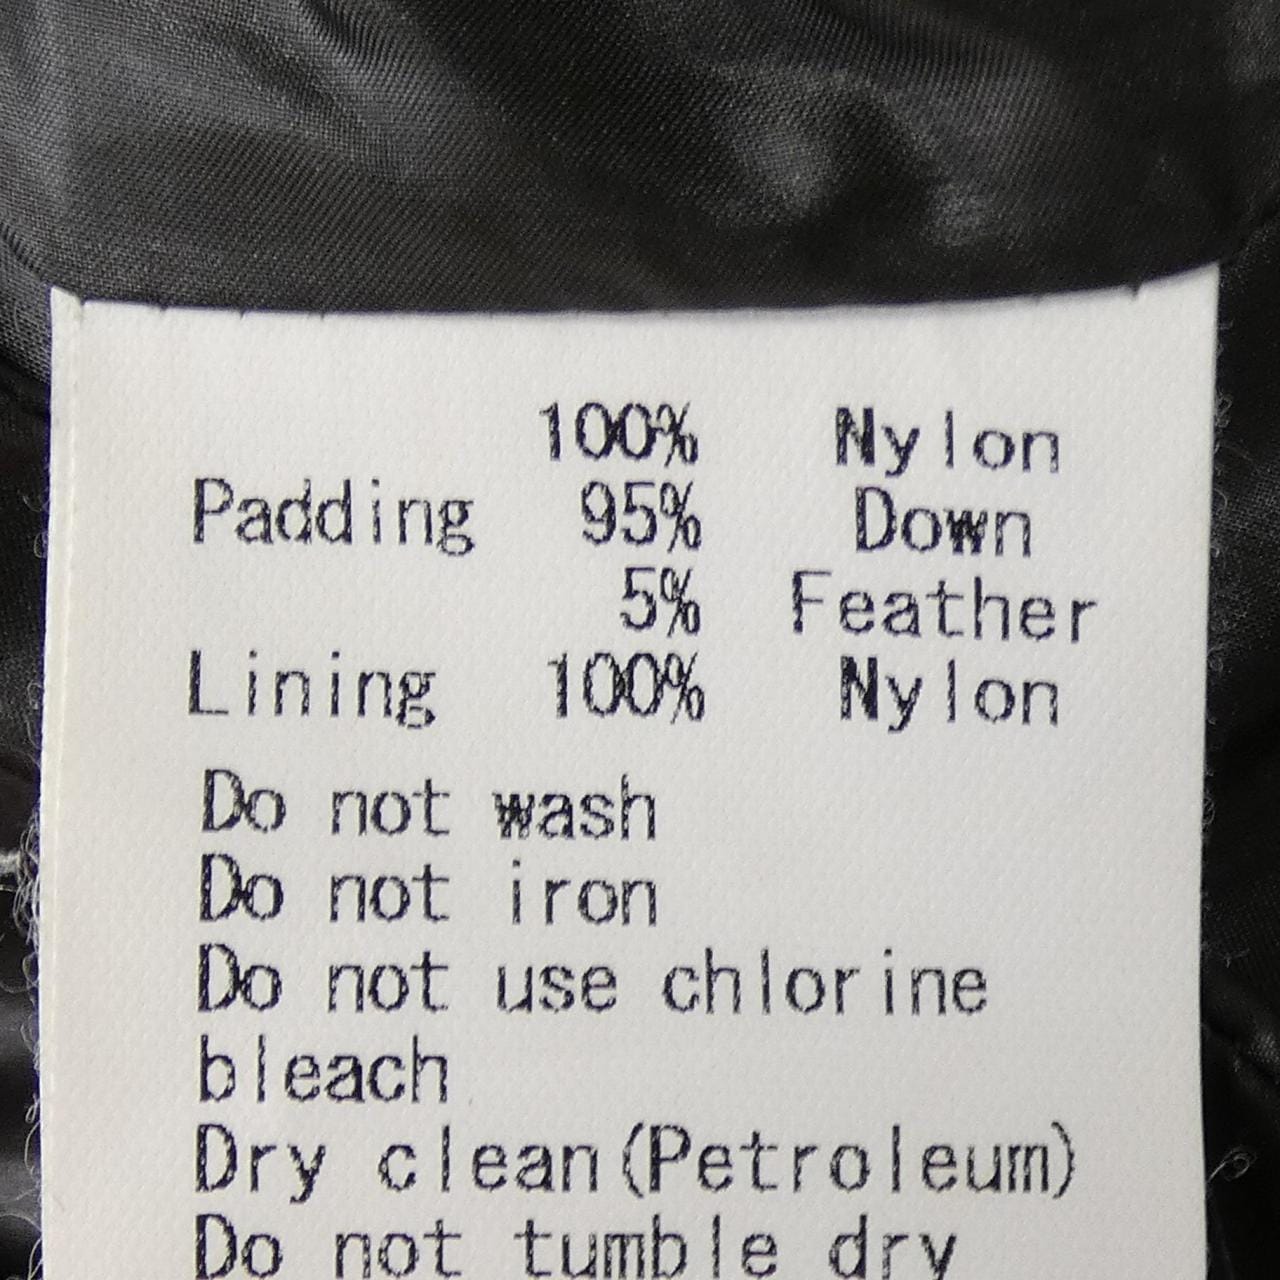 100% Nylon
Padding 95% Down
5% Feather
Lining 100% Nylon
Do not wash
Do not iron
Do not use chlorine
bleach
Dry clean(Petroleum)
Do not tumble dry